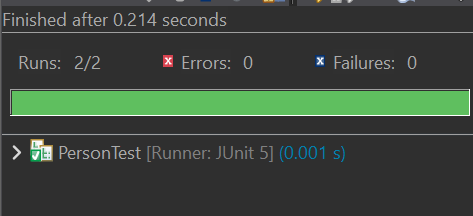 Finished after 0.214 seconds
Runs: 2/2 Errors: 0 Failures: 0
PersonTest [Runner: JUnit 5] (0.001 s)